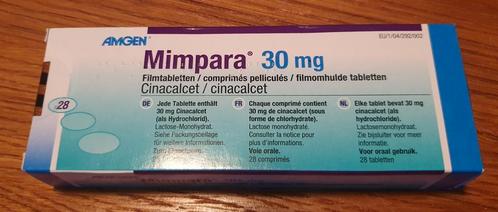 AMGEN®
EU/1/04/292/002
Mimpara® 30 mg
Filmtabletten / comprimés pelliculés / filmomhulde tabletten
Cinacalcet / cinacalcet
28
DE
Jede Tablette enthält
30 mg Cinacalcet
(als Hydrochlorid).
Lactose-Monohydrat.
Siehe Packungsbeilage
für weitere Informationen.
Zum Einnehmen.
28
FR
Chaque comprimé contient
30 mg de cinacalcet (sous
forme de chlorhydrate).
Lactose monohydraté.
Consulter la notice pour
plus d'informations.
Voie orale.
28 comprimés
NL
Elke tablet bevat 30 mg
cinacalcet (als
hydrochloride).
Lactosemonohydraat.
Zie bijsluiter voor meer
informatie.
Voor oraal gebruik.
28 tabletten